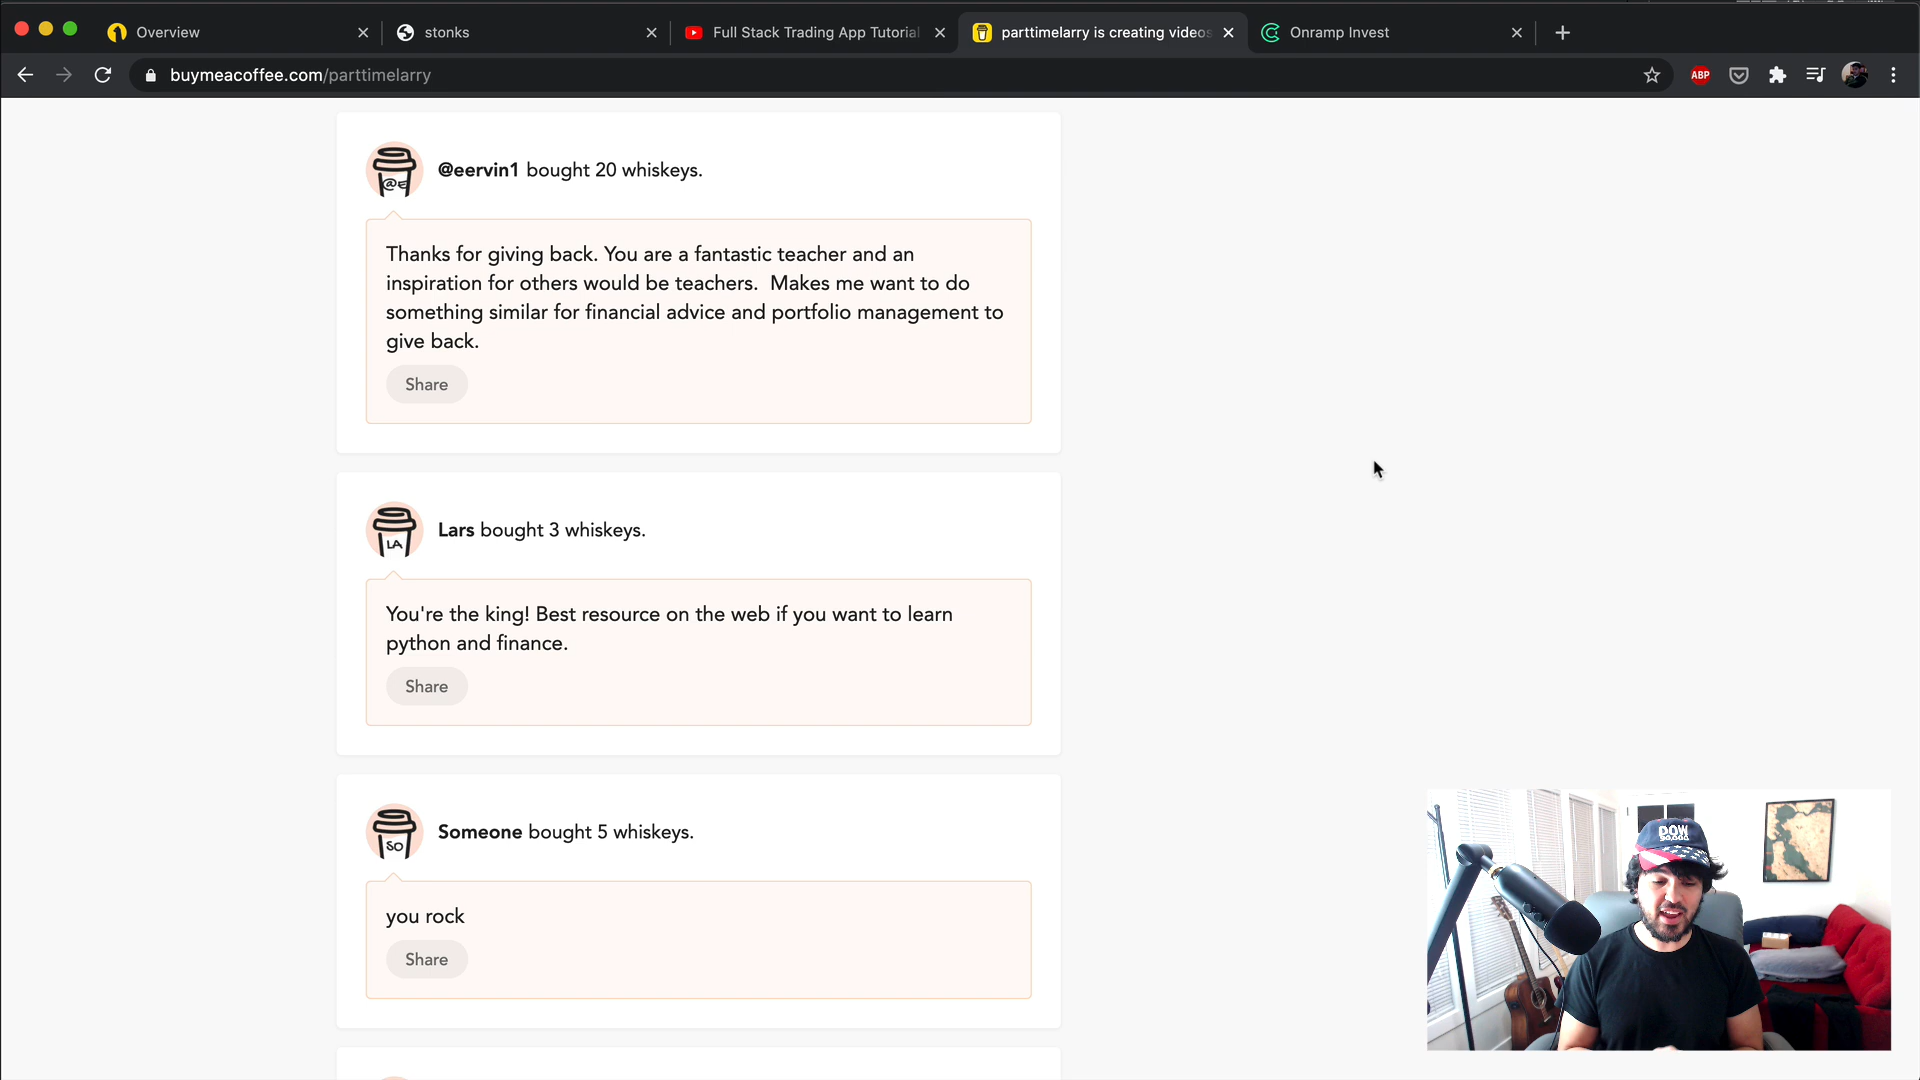 Overview
stonks
Full Stack Trading App Tutorial
parttimelarry is creating videos
Onramp Invest
buymeacoffee.com/parttimelarry
ABP
@E
@eervin1 bought 20 whiskeys.
Thanks for giving back. You are a fantastic teacher and an
inspiration for others would be teachers.  Makes me want to do
something similar for financial advice and portfolio management to
give back.
Share
LA
Lars bought 3 whiskeys.
You're the king! Best resource on the web if you want to learn
python and finance.
Share
SO
Someone bought 5 whiskeys.
you rock
Share
DOW